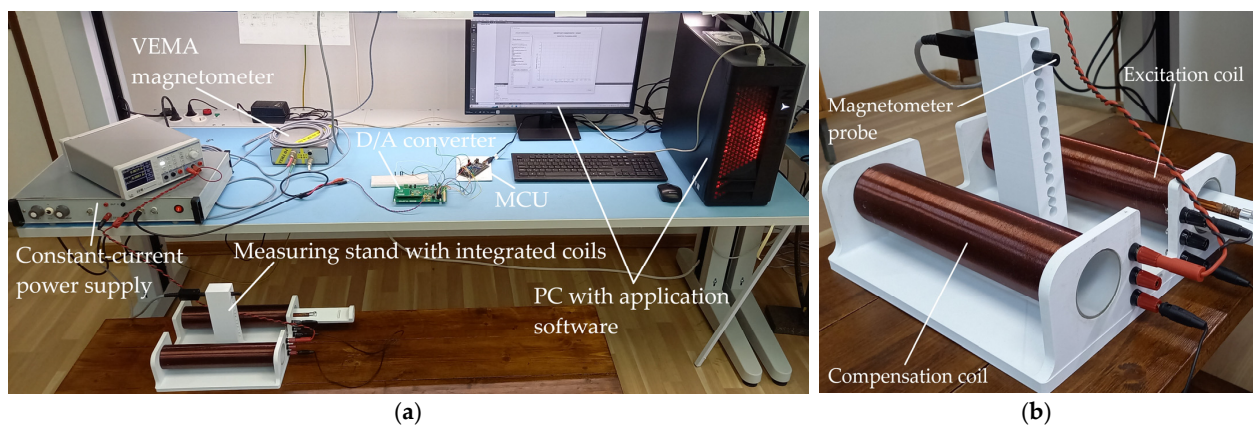 VEMA
magnetometer
D/A converter
MCU
Constant-current
power supply
Measuring stand with integrated coils
PC with application
software
(a)
Magnetometer
probe
Excitation coil
Compensation coil
(b)